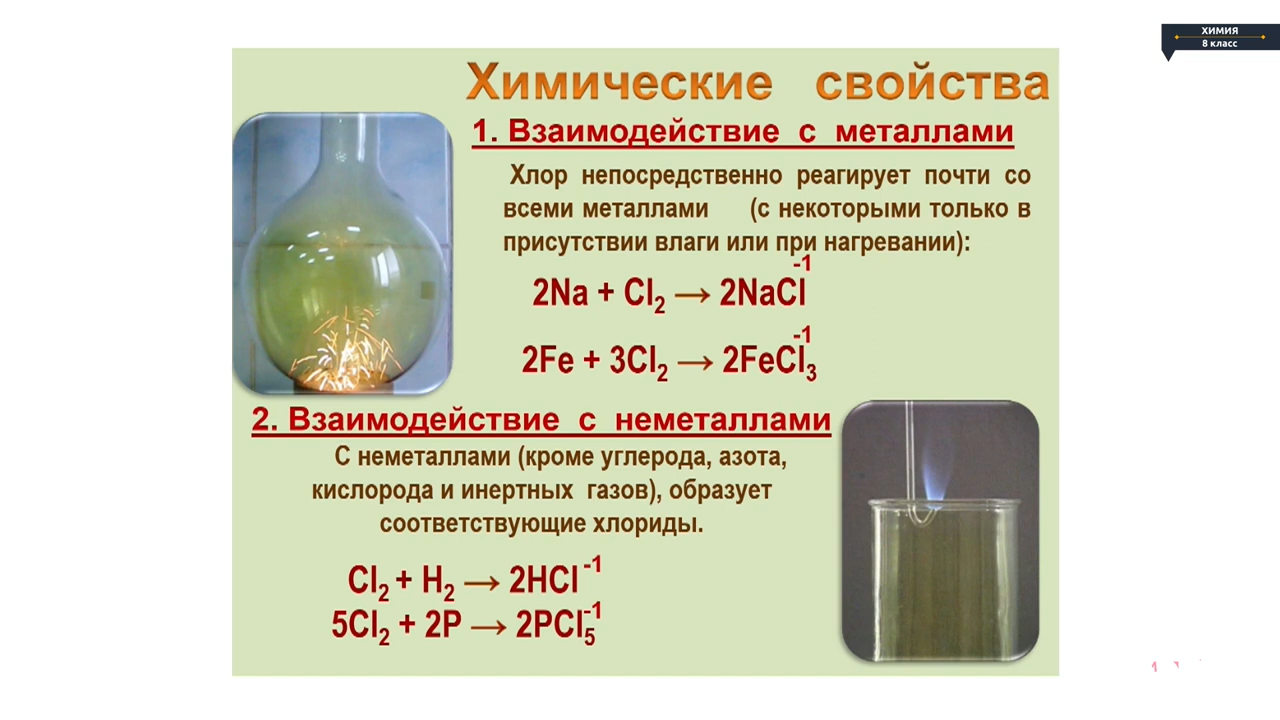 ХИМИЯ
8 класс
Химические свойства
1. Взаимодействие с металлами
Хлор непосредственно реагирует почти со
всеми металлами (с некоторыми только в
присутствии влаги или при нагревании):
-1
2Na + Cl₂ → 2NaCl
-1
2Fe + 3Cl₂ → 2FeCl₃
2. Взаимодействие с неметаллами
С неметаллами (кроме углерода, азота,
кислорода и инертных газов), образует
соответствующие хлориды.
-1
Cl₂ + H₂ → 2HCl
-1
5Cl₂ + 2P → 2PCl₅